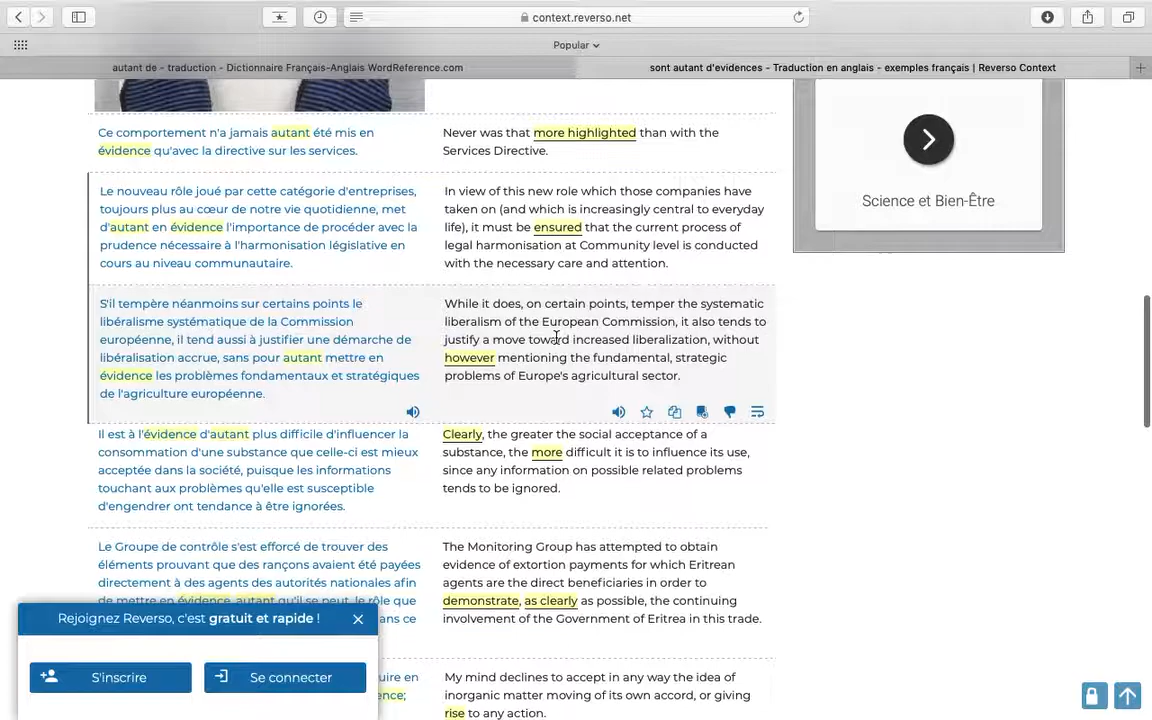 context.reverso.net
Popular
autant de - traduction - Dictionnaire Français-Anglais WordReference.com
sont autant d'evidences - Traduction en anglais - exemples français | Reverso Context
Ce comportement n'a jamais autant été mis en
évidence qu'avec la directive sur les services.
Never was that more highlighted than with the
Services Directive.
Science et Bien-Être
Le nouveau rôle joué par cette catégorie d'entreprises,
toujours plus au cœur de notre vie quotidienne, met
d'autant en évidence l'importance de procéder avec la
prudence nécessaire à l'harmonisation législative en
cours au niveau communautaire.
In view of this new role which those companies have
taken on (and which is increasingly central to everyday
life), it must be ensured that the current process of
legal harmonisation at Community level is conducted
with the necessary care and attention.
S'il tempère néanmoins sur certains points le
libéralisme systématique de la Commission
européenne, il tend aussi à justifier une démarche de
libéralisation accrue, sans pour autant mettre en
évidence les problèmes fondamentaux et stratégiques
de l'agriculture européenne.
While it does, on certain points, temper the systematic
liberalism of the European Commission, it also tends to
justify a move toward increased liberalization, without
however mentioning the fundamental, strategic
problems of Europe's agricultural sector.
Il est à l'évidence d'autant plus difficile d'influencer la
consommation d'une substance que celle-ci est mieux
acceptée dans la société, puisque les informations
touchant aux problèmes qu'elle est susceptible
d'engendrer ont tendance à être ignorées.
Clearly, the greater the social acceptance of a
substance, the more difficult it is to influence its use,
since any information on possible related problems
tends to be ignored.
Le Groupe de contrôle s'est efforcé de trouver des
éléments prouvant que des rançons avaient été payées
directement à des agents des autorités nationales afin
de mettre en évidence, autant qu'il se peut, le rôle que
ans ce
The Monitoring Group has attempted to obtain
evidence of extortion payments for which Eritrean
agents are the direct beneficiaries in order to
demonstrate, as clearly as possible, the continuing
involvement of the Government of Eritrea in this trade.
uire en
ence;
My mind declines to accept in any way the idea of
inorganic matter moving of its own accord, or giving
rise to any action.
Rejoignez Reverso, c'est gratuit et rapide !
S'inscrire
Se connecter